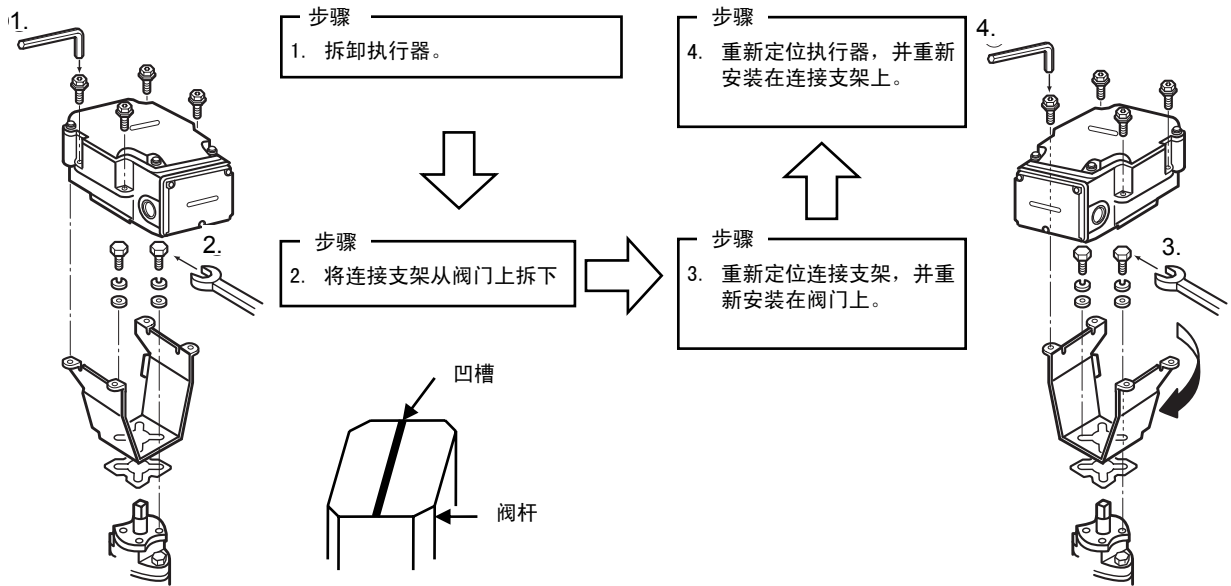 1.
步骤
1. 拆卸执行器。
2.
步骤
2. 将连接支架从阀门上拆下
步骤
3. 重新定位连接支架，并重
新安装在阀门上。
3.
步骤
4. 重新定位执行器，并重新
安装在连接支架上。
4.
凹槽
阀杆